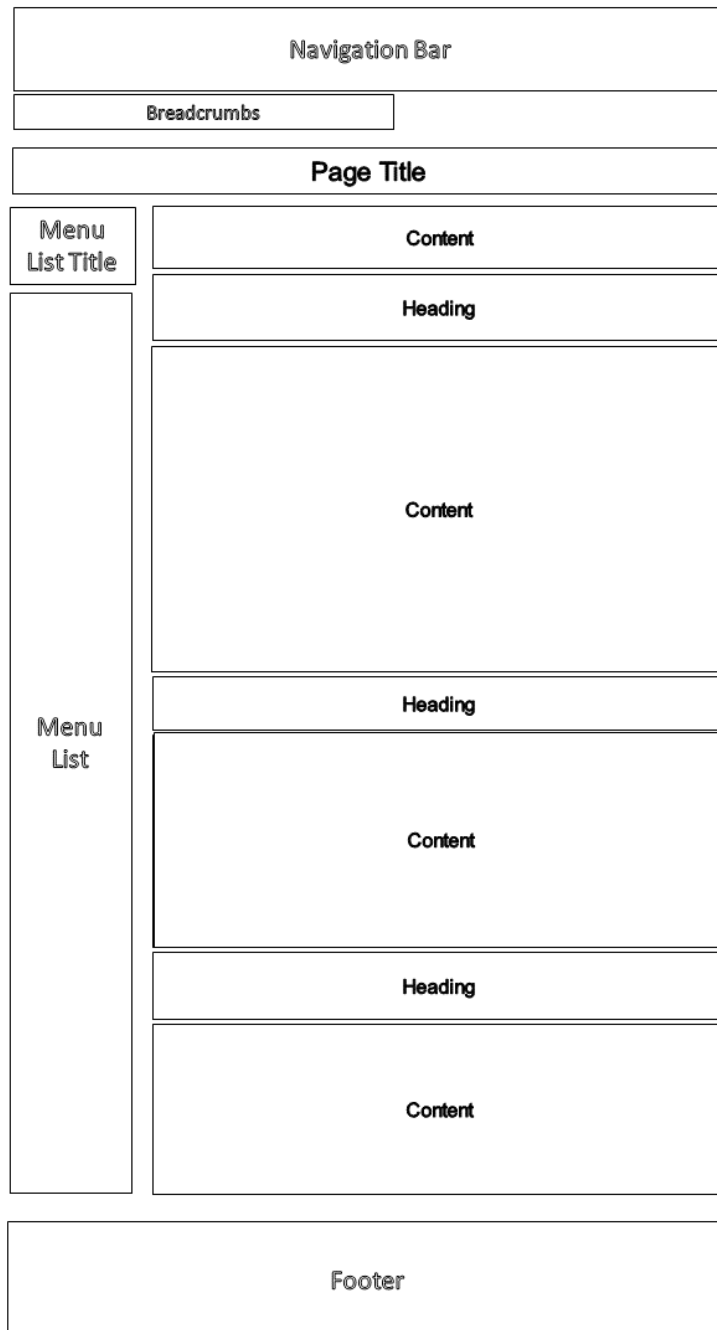 Navigation Bar
Breadcrumbs
Page Title
Menu
List Title
Menu
List
Content
Heading
Content
Heading
Content
Heading
Content
Footer